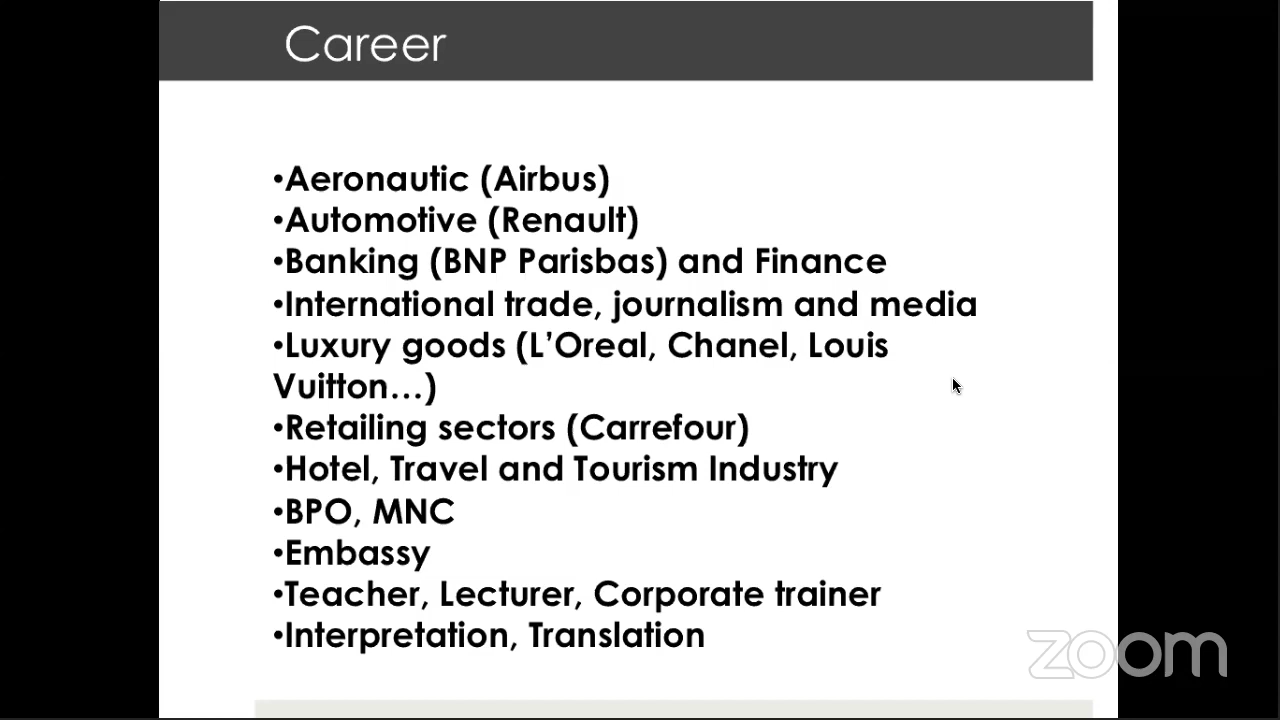 Career
•Aeronautic (Airbus)
•Automotive (Renault)
•Banking (BNP Parisbas) and Finance
•International trade, journalism and media
•Luxury goods (L’Oreal, Chanel, Louis
Vuitton…)
•Retailing sectors (Carrefour)
•Hotel, Travel and Tourism Industry
•BPO, MNC
•Embassy
•Teacher, Lecturer, Corporate trainer
•Interpretation, Translation
zoom